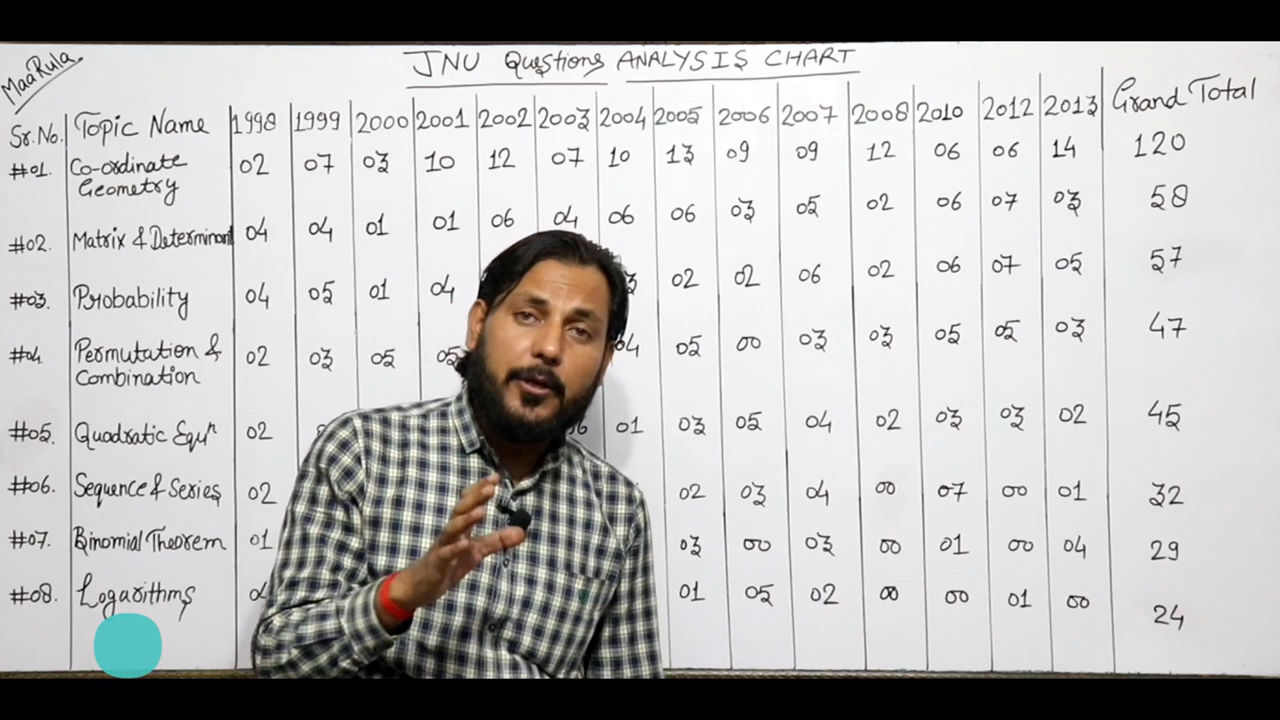 MaaRula
JNU Questions ANALYSIS CHART
Sr.No. Topic Name 1998 1999 2000 2001 2002 2003 2004 2005 2006 2007 2008 2010 2012 2013 Grand Total
#01. Co-ordinate Geometry 02 07 03 10 12 07 10 13 09 09 12 06 06 14 120
#02. Matrix & Determinant 04 04 01 01 06 04 06 06 03 05 02 06 07 03 58
#03. Probability 04 05 01 04 02 02 06 02 06 07 05 57
#04. Permutation & Combination 02 03 05 05 04 05 00 03 03 05 05 03 47
#05. Quadratic Equⁿ 02 01 03 05 04 02 03 03 02 45
#06. Sequence & Series 02 02 03 04 00 07 00 01 32
#07. Binomial Theorem 01 03 00 03 00 01 00 04 29
#08. Logarithms 01 05 02 00 00 01 00 24